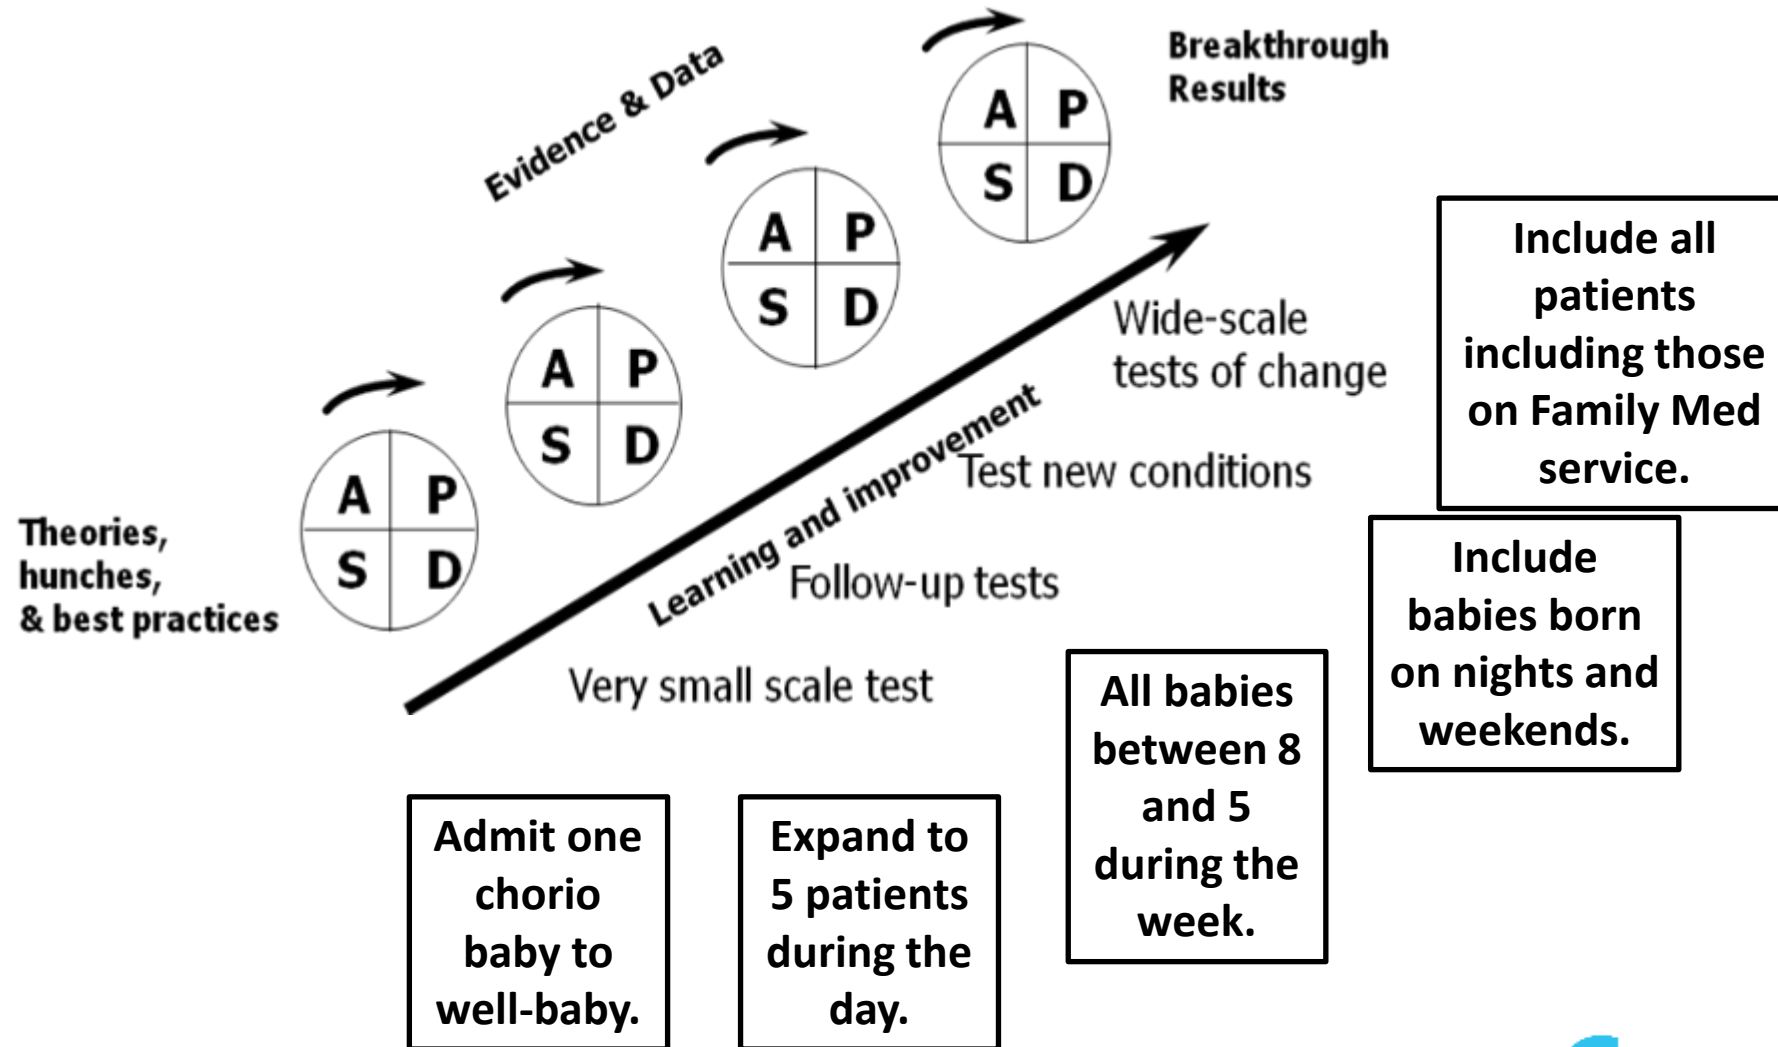 Evidence & Data
Breakthrough
Results
A P
S D
A P
S D
A P
S D
A P
S D
Theories,
hunches,
& best practices
Learning and improvement
Very small scale test
Follow-up tests
Test new conditions
Wide-scale
tests of change
Admit one
chorio
baby to
well-baby.
Expand to
5 patients
during the
day.
All babies
between 8
and 5
during the
week.
Include
babies born
on nights and
weekends.
Include all
patients
including those
on Family Med
service.